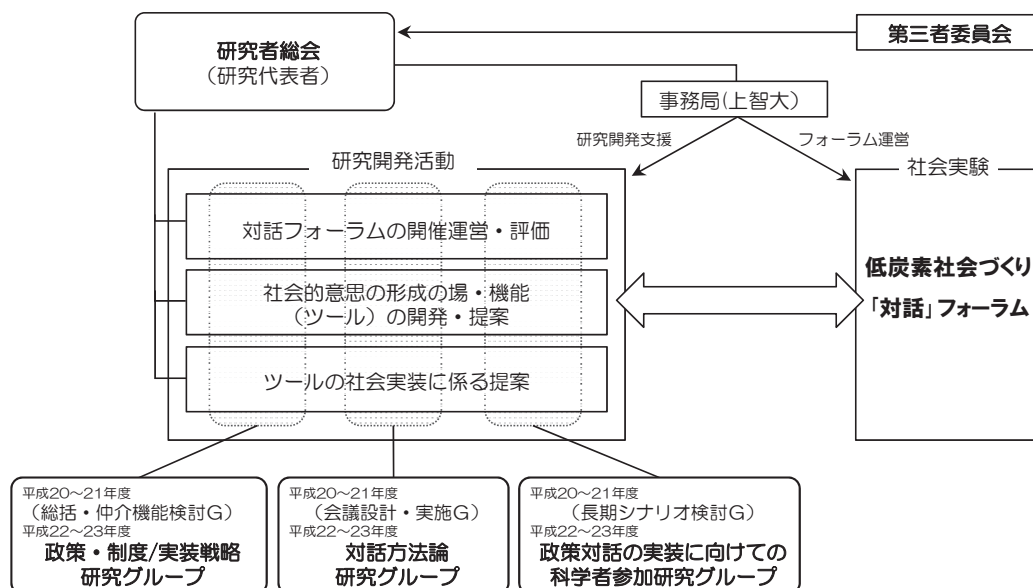 研究者総会
（研究代表者）
第三者委員会
事務局(上智大）
研究開発支援
フォーラム運営
研究開発活動
社会実験
対話フォーラムの開催運営・評価
社会的意思の形成の場・機能
（ツール）の開発・提案
ツールの社会実装に係る提案
低炭素社会づくり
「対話」フォーラム
平成20～21年度
（総括・仲介機能検討G）
平成22～23年度
政策・制度/実装戦略
研究グループ
平成20～21年度
（会議設計・実施G）
平成22～23年度
対話方法論
研究グループ
平成20～21年度
（長期シナリオ検討G）
平成22～23年度
政策対話の実装に向けての
科学者参加研究グループ